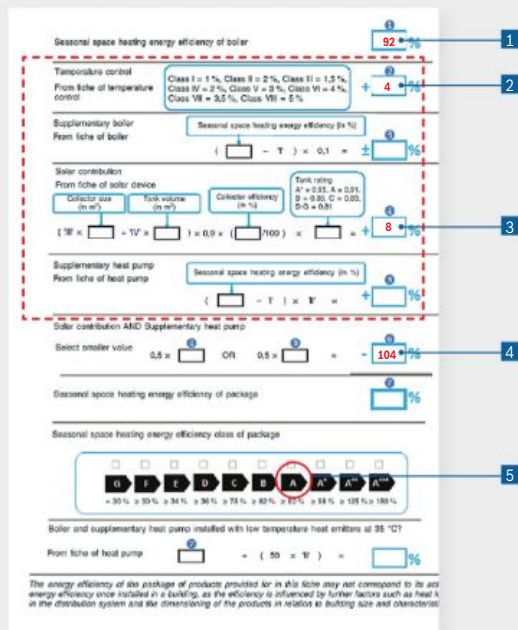 1
Seasonal space heating energy efficiency of boiler
92 %
1
Temperature control
From fiche of temperature control
Class I = 1 %, Class II = 2 %, Class III = 1,5 %,
Class IV = 2 %, Class V = 3 %, Class VI = 4 %,
Class VII = 3,5 %, Class VIII = 5 %
2
+ 4 %
2
Supplementary boiler
From fiche of boiler
Seasonal space heating energy efficiency (in %)
( - 'I' ) × 0,1 = ± %
3
Solar contribution
From fiche of solar device
Tank rating
A* = 0.95, A = 0.91,
B = 0.86, C = 0.83,
D-G = 0.81
Collector size
(in m²)
Tank volume
(in m³)
Collector efficiency
(in %)
4
('III' × + 'IV' × ) × 0,9 × ( /100) × = + 8 %
3
Supplementary heat pump
From fiche of heat pump
Seasonal space heating energy efficiency (in %)
5
( - 'I' ) × 'II' = + %
Solar contribution AND Supplementary heat pump
Select smaller value
4
0,5 ×
OR
5
0,5 ×
=
6
- 104 %
4
7
Seasonal space heating energy efficiency of package
%
Seasonal space heating energy efficiency class of package
G F E D C B A A+ A++ A+++
< 30 % ≥ 30 % ≥ 34 % ≥ 36 % ≥ 75 % ≥ 82 % ≥ 90 % ≥ 98 % ≥ 125 % ≥ 150 %
5
Boiler and supplementary heat pump installed with low temperature heat emitters at 35 °C?
7
From fiche of heat pump
+ ( 50 × 'II' ) = %
The energy efficiency of the package of products provided for in this fiche may not correspond to its
energy efficiency once installed in a building, as the efficiency is influenced by further factors such as heat
in the distribution system and the dimensioning of the products in relation to building size and